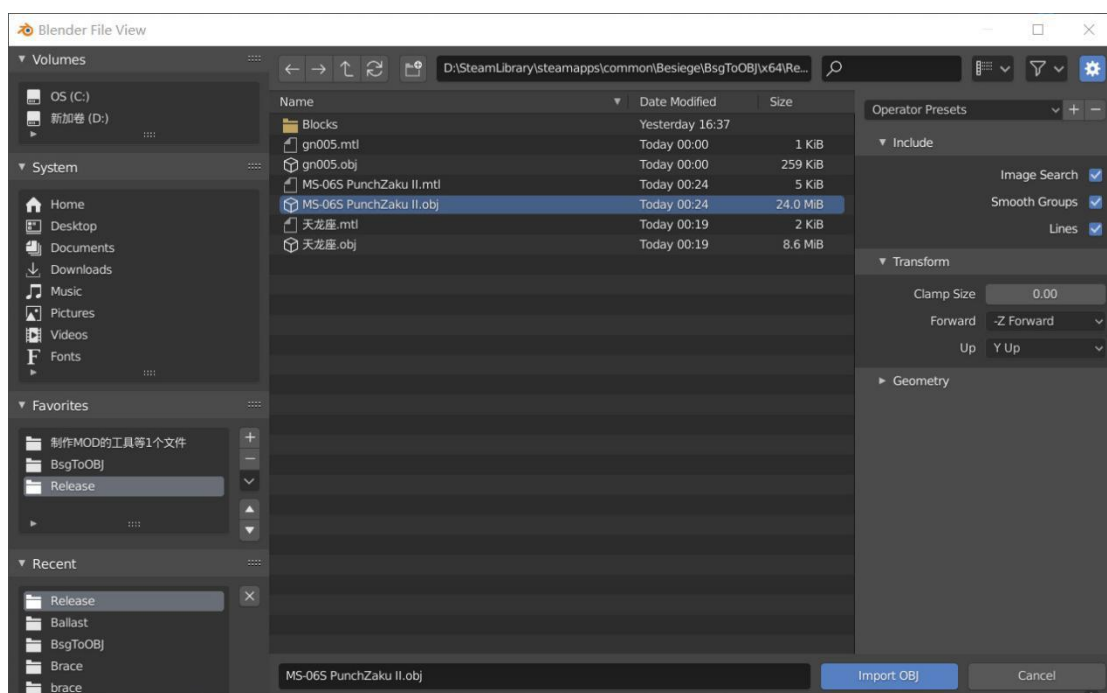 Blender File View
Volumes
OS (C:)
新加卷 (D:)
System
Home
Desktop
Documents
Downloads
Music
Pictures
Videos
Fonts
Favorites
制作MOD的工具等1个文件
BsgToOBJ
Release
Recent
Release
Ballast
BsgToOBJ
Brace
brace
D:\SteamLibrary\steamapps\common\Besiege\BsgToOBJ\x64\Re...
Name Date Modified Size
Blocks Yesterday 16:37
gn005.mtl Today 00:00 1 KiB
gn005.obj Today 00:00 259 KiB
MS-06S PunchZaku II.mtl Today 00:24 5 KiB
MS-06S PunchZaku II.obj Today 00:24 24.0 MiB
天龙座.mtl Today 00:19 2 KiB
天龙座.obj Today 00:19 8.6 MiB
MS-06S PunchZaku II.obj
Operator Presets
Include
Image Search
Smooth Groups
Lines
Transform
Clamp Size 0.00
Forward -Z Forward
Up Y Up
Geometry
Import OBJ
Cancel